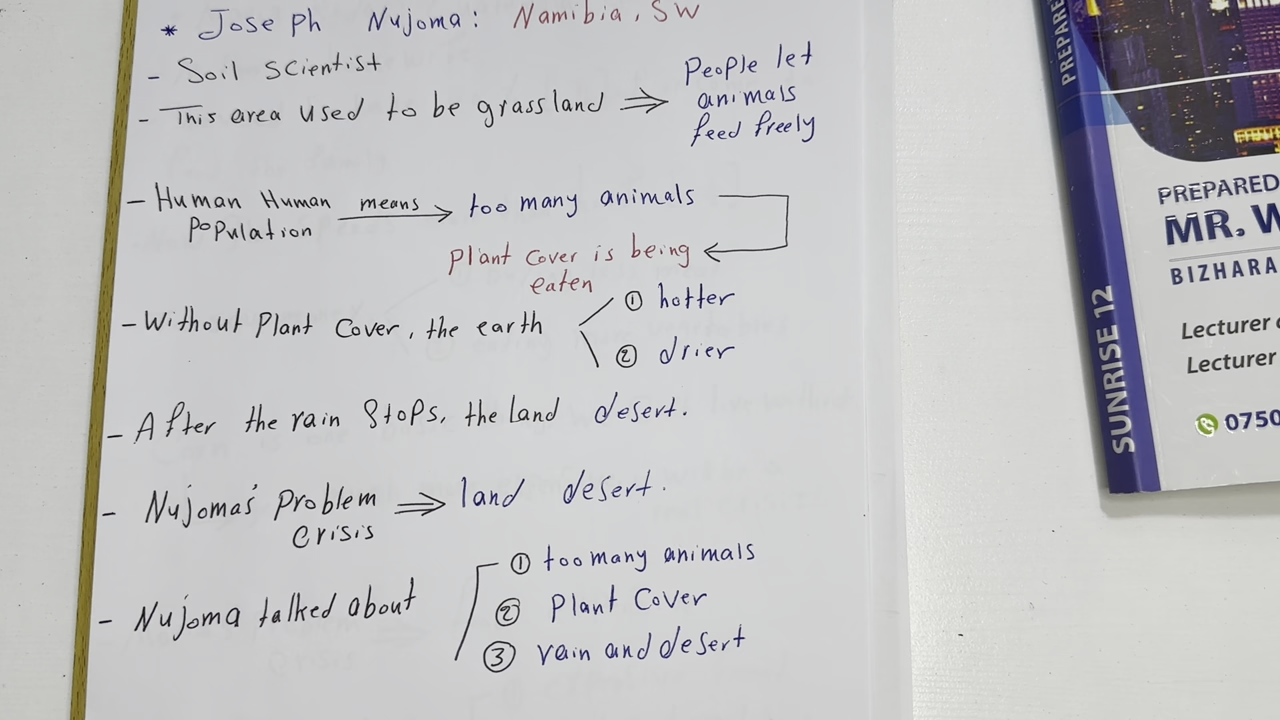 * Joseph Nujoma: Namibia, SW
- Soil Scientist
- This area used to be grassland ⇒ People let
animals
feed freely
- Human Human means → too many animals
Population
Plant Cover is being
eaten
- Without Plant Cover, the earth
① hotter
② drier
- After the rain stops, the land desert.
- Nujoma's Problem ⇒ land desert.
Crisis
- Nujoma talked about
① too many animals
② Plant Cover
③ rain and desert
PREPARE
SUNRISE 12
PREPARED
MR. W
BIZHARA
Lecturer
Lecturer
0750